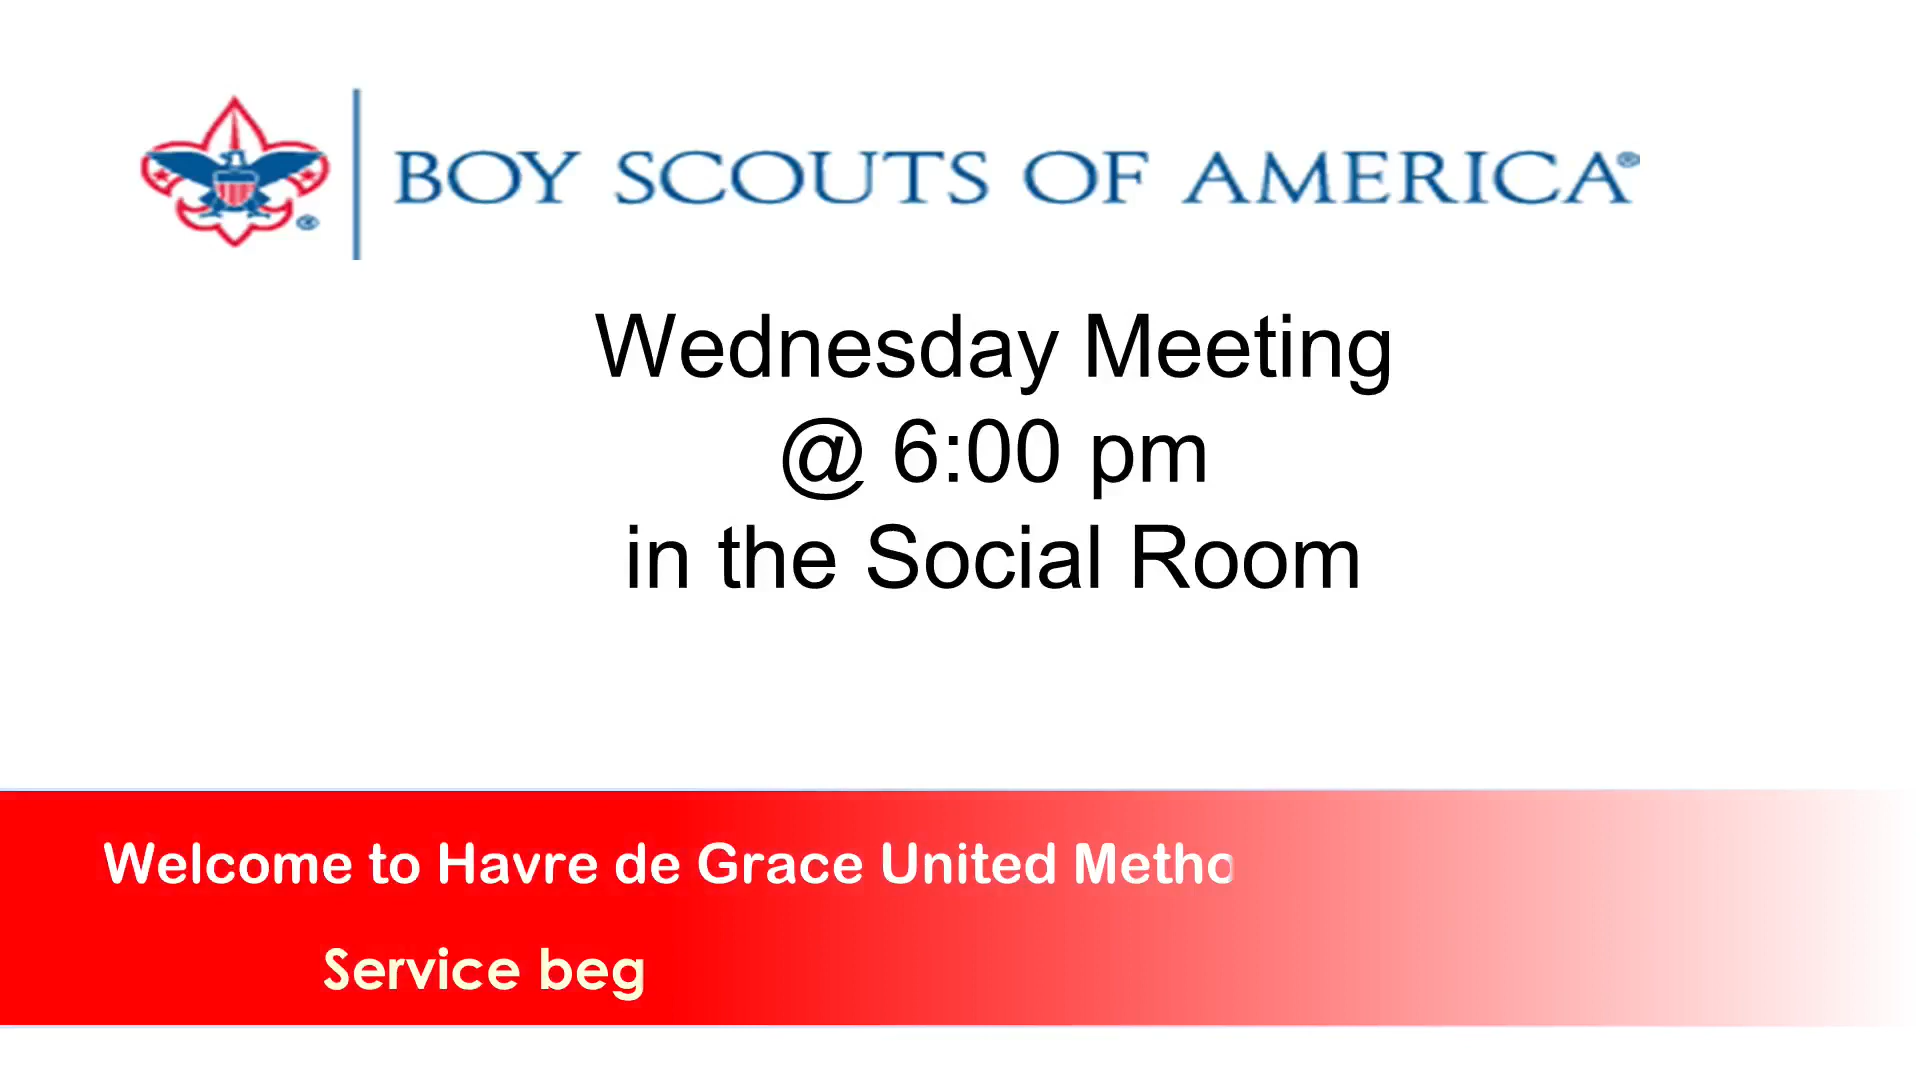 BOY SCOUTS OF AMERICA®
Wednesday Meeting
@ 6:00 pm
in the Social Room
Welcome to Havre de Grace United Metho
Service beg